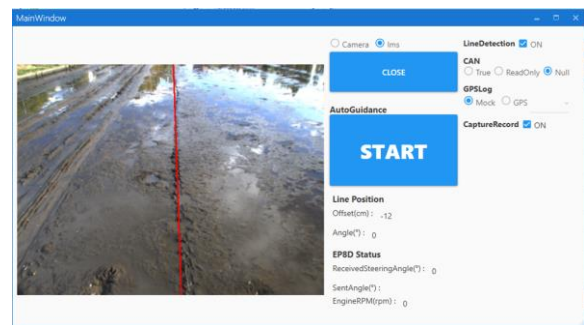 MainWindow
Camera Ims
CLOSE
AutoGuidance
START
Line Position
Offset(cm) : -12
Angle(°) : 0
EP8D Status
ReceivedSteeringAngle(°) : 0
SentAngle(°) :
EngineRPM(rpm) : 0
LineDetection ON
CAN
True ReadOnly Null
GPSLog
Mock GPS
CaptureRecord ON